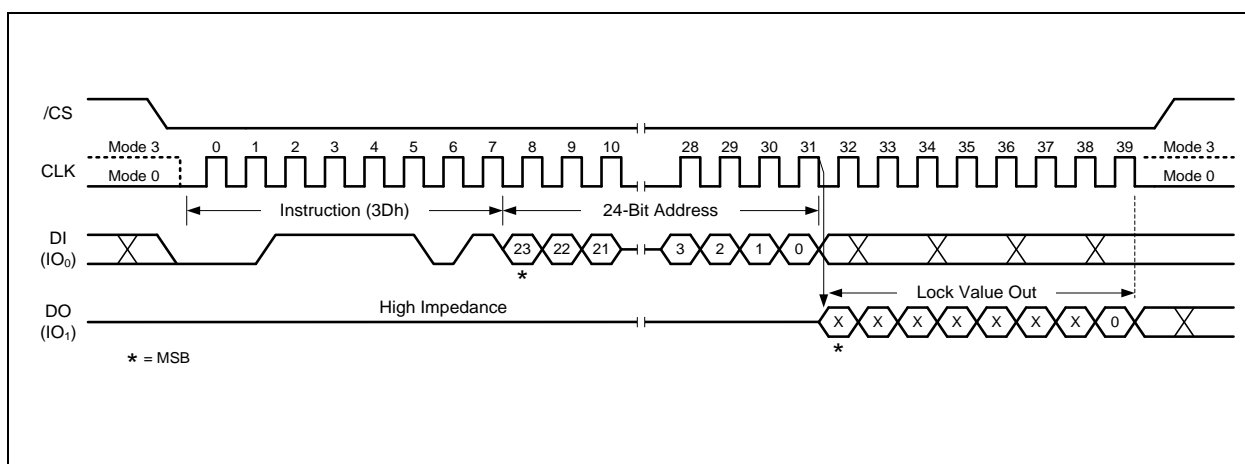 /CS
Mode 3 0 1 2 3 4 5 6 7 8 9 10 28 29 30 31 32 33 34 35 36 37 38 39 Mode 3
CLK Mode 0 Mode 0
Instruction (3Dh) 24-Bit Address
DI
(IO₀)
23 22 21 3 2 1 0
*
High Impedance Lock Value Out
DO
(IO₁)
X X X X X X X 0
*
* = MSB